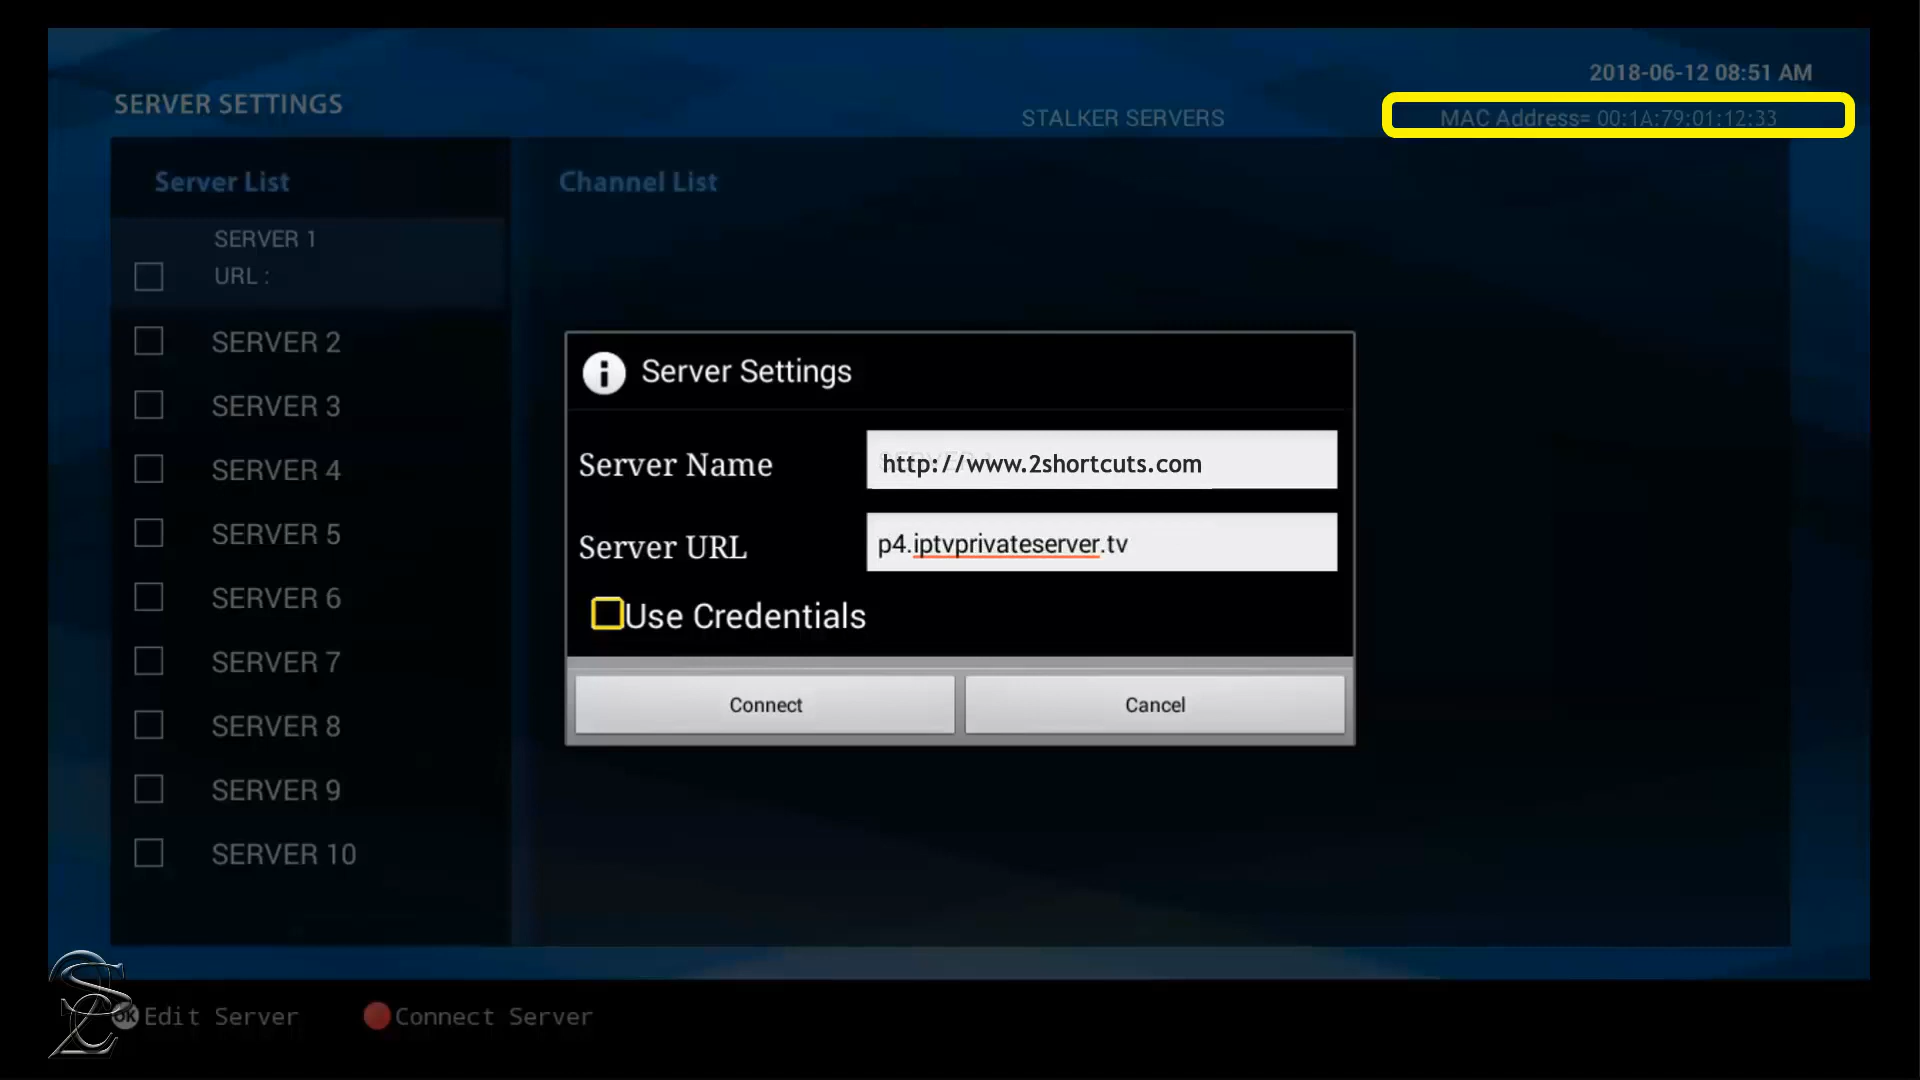 2018-06-12 08:51 AM
SERVER SETTINGS
STALKER SERVERS
MAC Address= 00:1A:79:01:12:33
Server List
Channel List
SERVER 1
URL :
SERVER 2
SERVER 3
SERVER 4
SERVER 5
SERVER 6
SERVER 7
SERVER 8
SERVER 9
SERVER 10
Server Settings
Server Name
http://www.2shortcuts.com
Server URL
p4.iptvprivateserver.tv
Use Credentials
Connect
Cancel
OK Edit Server
Connect Server